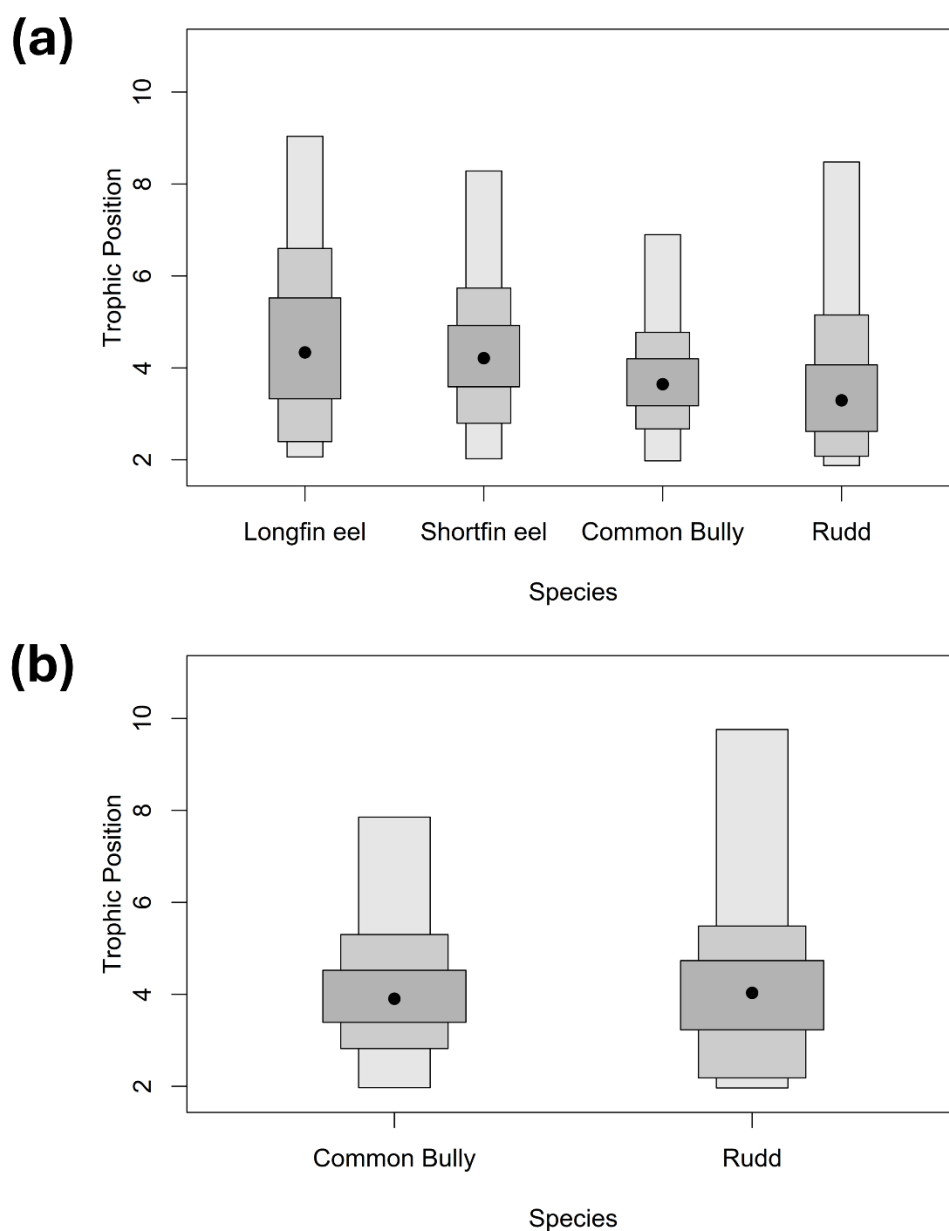 (a)
Trophic Position
10
8
6
4
2
Longfin eel Shortfin eel Common Bully Rudd
Species
(b)
Trophic Position
10
8
6
4
2
Common Bully Rudd
Species